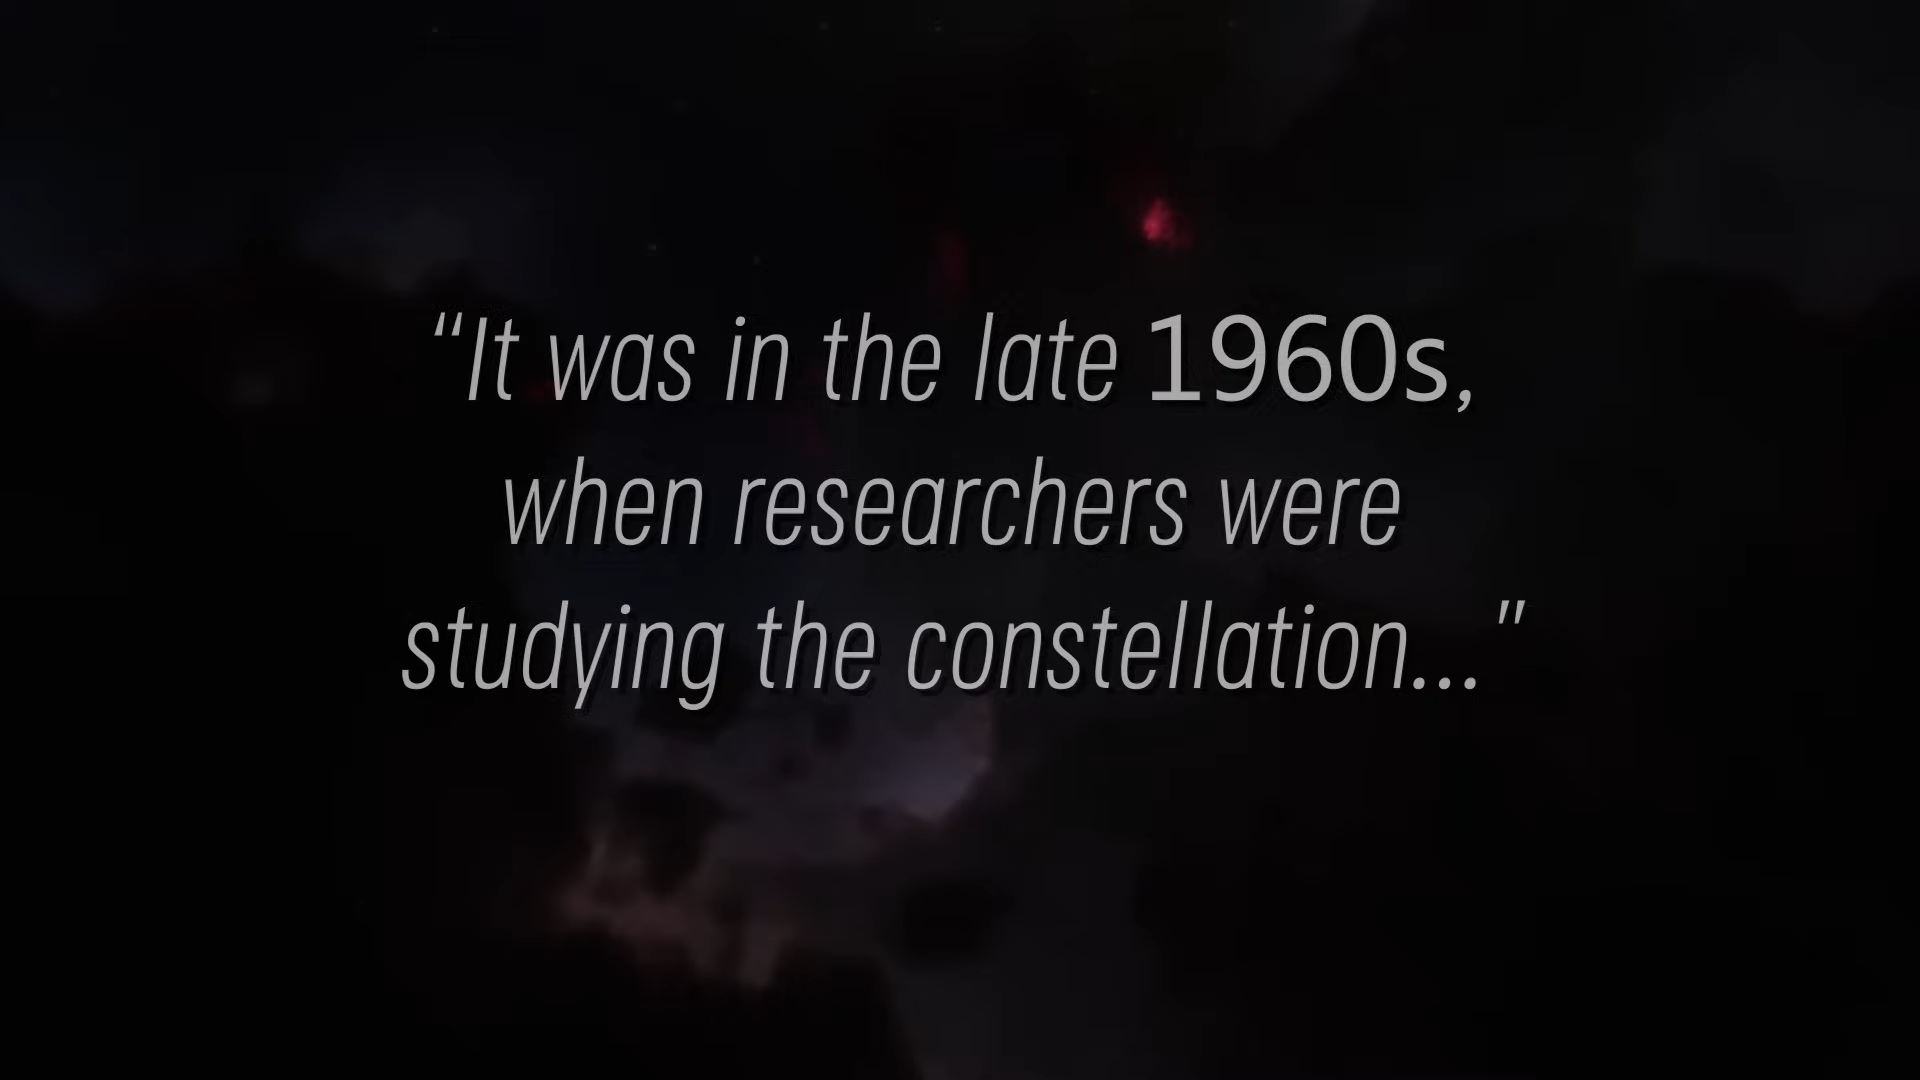 “It was in the late 1960s,
when researchers were
studying the constellation...”